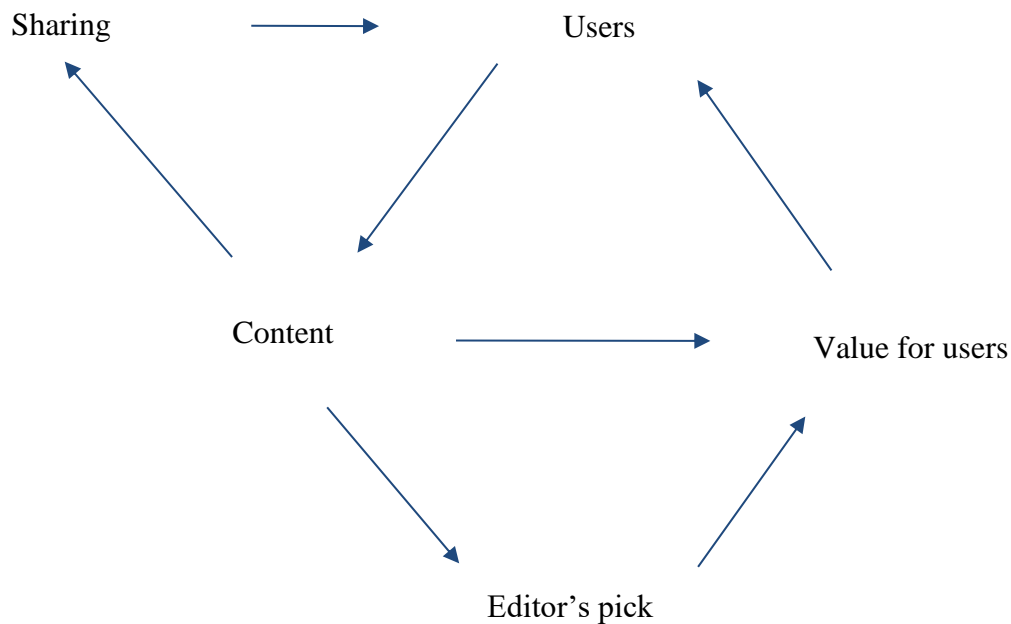 Sharing
Users
Content
Value for users
Editor’s pick